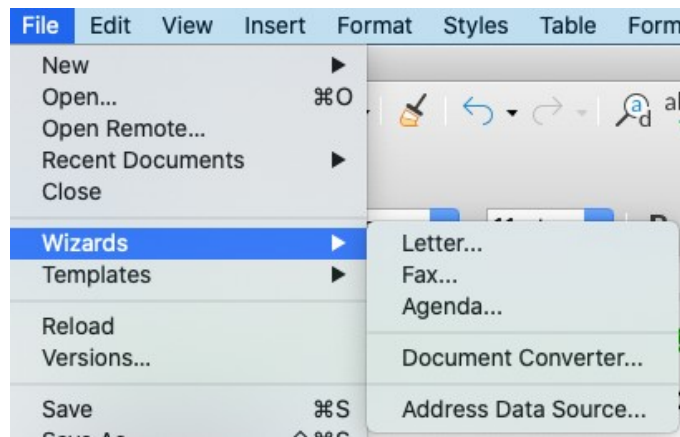 File Edit View Insert Format Styles Table Form
New
Open... ⌘O
Open Remote...
Recent Documents
Close
Wizards
Templates
Reload
Versions...
Save ⌘S
Letter...
Fax...
Agenda...
Document Converter...
Address Data Source...